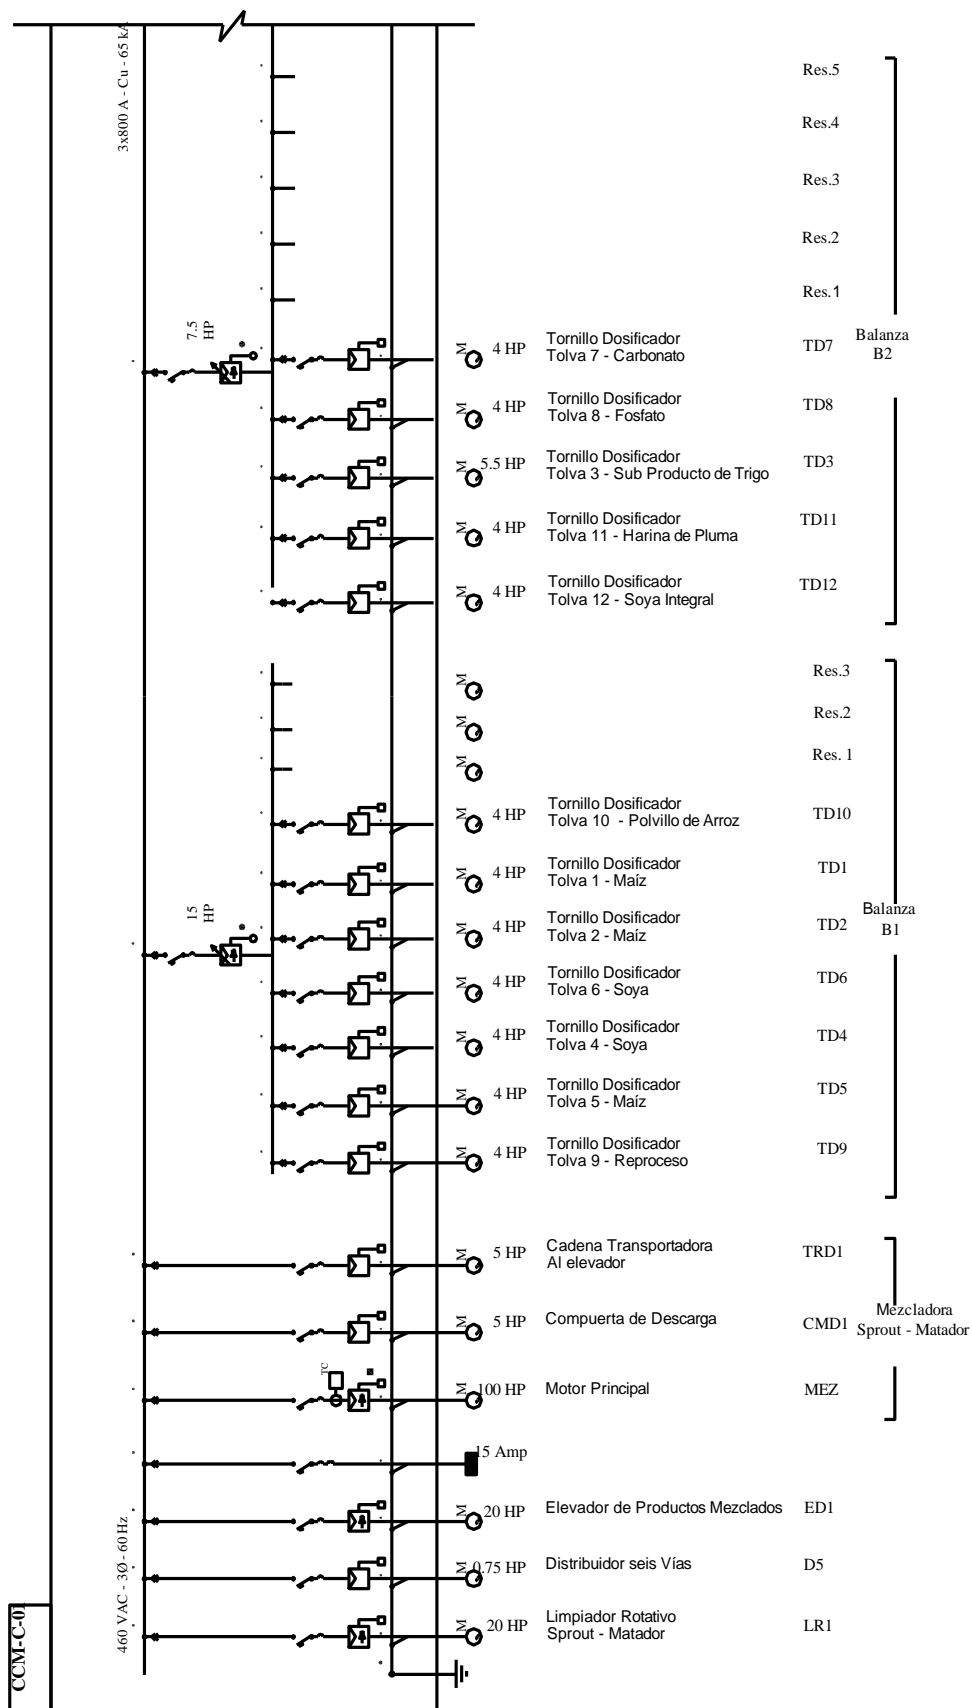 3x800 A - Cu - 65 kA
Res.5
Res.4
Res.3
Res.2
Res.1
7.5
HP
M
4 HP
Tornillo Dosificador
Tolva 7 - Carbonato
TD7
Balanza
B2
M
4 HP
Tornillo Dosificador
Tolva 8 - Fosfato
TD8
M
5.5 HP
Tornillo Dosificador
Tolva 3 - Sub Producto de Trigo
TD3
M
4 HP
Tornillo Dosificador
Tolva 11 - Harina de Pluma
TD11
M
4 HP
Tornillo Dosificador
Tolva 12 - Soya Integral
TD12
M
Res.3
M
Res.2
M
Res. 1
M
4 HP
Tornillo Dosificador
Tolva 10 - Polvillo de Arroz
TD10
M
4 HP
Tornillo Dosificador
Tolva 1 - Maíz
TD1
15
HP
M
4 HP
Tornillo Dosificador
Tolva 2 - Maíz
TD2
Balanza
B1
M
4 HP
Tornillo Dosificador
Tolva 6 - Soya
TD6
M
4 HP
Tornillo Dosificador
Tolva 4 - Soya
TD4
M
4 HP
Tornillo Dosificador
Tolva 5 - Maíz
TD5
M
4 HP
Tornillo Dosificador
Tolva 9 - Reproceso
TD9
M
5 HP
Cadena Transportadora
Al elevador
TRD1
M
5 HP
Compuerta de Descarga
CMD1
Mezcladora
Sprout - Matador
TC
M
100 HP
Motor Principal
MEZ
15 Amp
M
20 HP
Elevador de Productos Mezclados
ED1
M
0.75 HP
Distribuidor seis Vías
D5
M
20 HP
Limpiador Rotativo
Sprout - Matador
LR1
460 VAC - 3Ø - 60 Hz
CCM-C-01